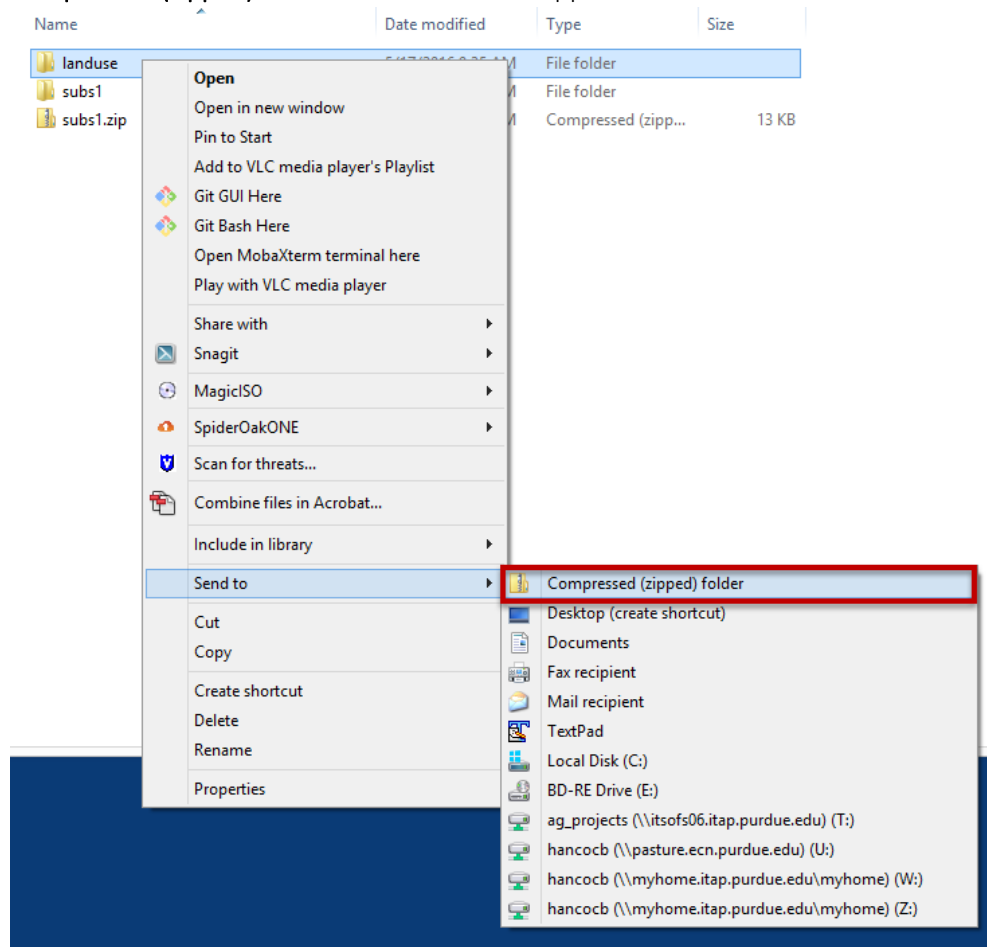 Name Date modified Type Size
landuse File folder
subs1 File folder
subs1.zip Compressed (zipp... 13 KB
Open
Open in new window
Pin to Start
Add to VLC media player's Playlist
Git GUI Here
Git Bash Here
Open MobaXterm terminal here
Play with VLC media player
Share with
Snagit
MagicISO
SpiderOakONE
Scan for threats...
Combine files in Acrobat...
Include in library
Send to
Cut
Copy
Create shortcut
Delete
Rename
Properties
Compressed (zipped) folder
Desktop (create shortcut)
Documents
Fax recipient
Mail recipient
TextPad
Local Disk (C:)
BD-RE Drive (E:)
ag_projects (\\itsofs06.itap.purdue.edu) (T:)
hancocb (\\pasture.ecn.purdue.edu) (U:)
hancocb (\\myhome.itap.purdue.edu\myhome) (W:)
hancocb (\\myhome.itap.purdue.edu\myhome) (Z:)